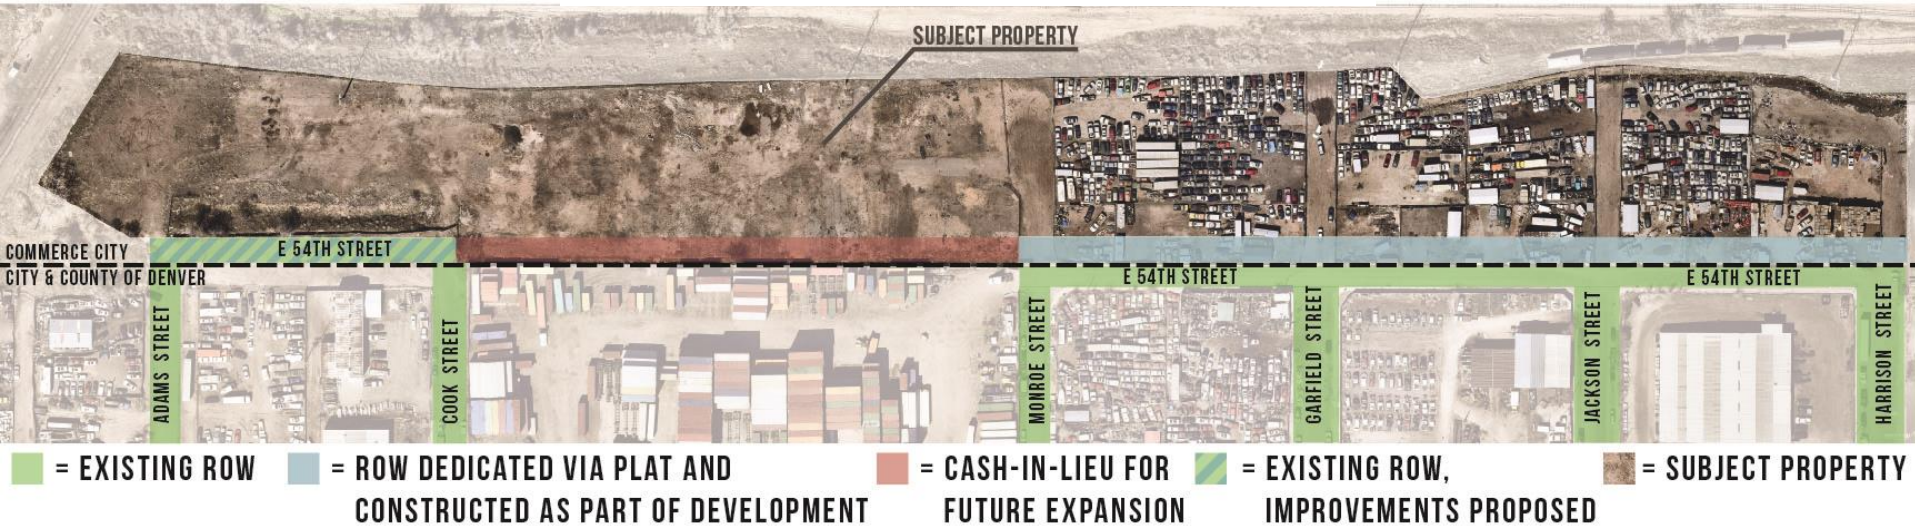 SUBJECT PROPERTY
E 54TH STREET
COMMERCE CITY
CITY & COUNTY OF DENVER
E 54TH STREET
E 54TH STREET
ADAMS STREET
COOK STREET
MONROE STREET
GARFIELD STREET
JACKSON STREET
HARRISON STREET
= EXISTING ROW
= ROW DEDICATED VIA PLAT AND
CONSTRUCTED AS PART OF DEVELOPMENT
= CASH-IN-LIEU FOR
FUTURE EXPANSION
= EXISTING ROW,
IMPROVEMENTS PROPOSED
= SUBJECT PROPERTY